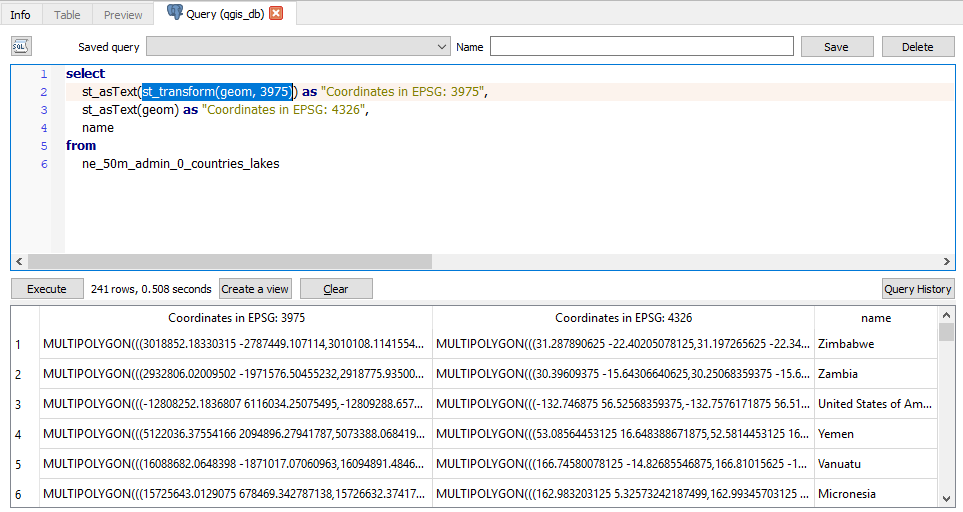 Info Table Preview Query (qgis_db)
SQL Saved query Name Save Delete
1 select
2 st_asText(st_transform(geom, 3975)) as "Coordinates in EPSG: 3975",
3 st_asText(geom) as "Coordinates in EPSG: 4326",
4 name
5 from
6 ne_50m_admin_0_countries_lakes
Execute 241 rows, 0.508 seconds Create a view Clear Query History
Coordinates in EPSG: 3975 Coordinates in EPSG: 4326 name
1 MULTIPOLYGON(((3018852.18330315 -2787449.107114,3010108.1141554... MULTIPOLYGON(((31.287890625 -22.40205078125,31.197265625 -22.34... Zimbabwe
2 MULTIPOLYGON(((2932806.02009502 -1971576.50455232,2918775.93500... MULTIPOLYGON(((30.39609375 -15.64306640625,30.25068359375 -15.6... Zambia
3 MULTIPOLYGON(((-12808252.1836807 6116034.25075495,-12809288.657... MULTIPOLYGON(((-132.746875 56.52568359375,-132.7576171875 56.51... United States of Am...
4 MULTIPOLYGON(((5122036.37554166 2094896.27941787,5073388.068419... MULTIPOLYGON(((53.08564453125 16.648388671875,52.5814453125 16... Yemen
5 MULTIPOLYGON(((16088682.0648398 -1871017.07060963,16094891.4846... MULTIPOLYGON(((166.74580078125 -14.82685546875,166.81015625 -1... Vanuatu
6 MULTIPOLYGON(((15725643.0129075 678469.342787138,15726632.37417... MULTIPOLYGON(((162.983203125 5.32573242187499,162.99345703125 ... Micronesia